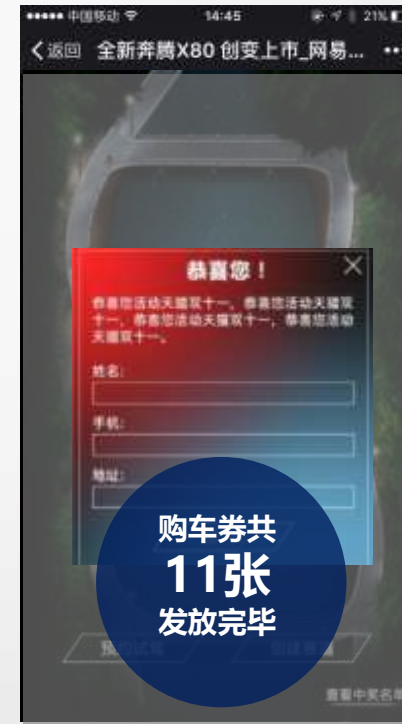 中国移动 14:45 21%
返回 全新奔腾X80 创变上市_网易...
恭喜您！
恭喜您活动天猫双十一，恭喜您活动天猫双
十一，恭喜您活动天猫双十一，恭喜您活动
天猫双十一。
姓名:
手机:
地址:
购车券共
11张
发放完毕
预约试驾
查看中奖名单